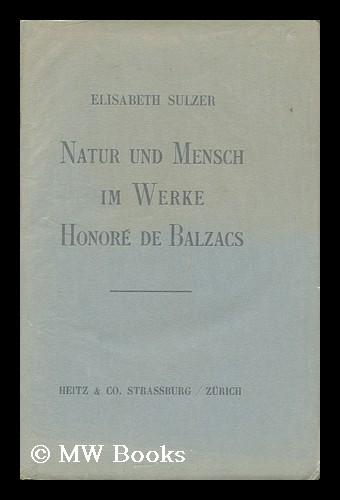 ELISABETH SULZER
NATUR UND MENSCH
IM WERKE
HONORÉ DE BALZACS
HEITZ & CO. STRASSBURG / ZÜRICH
© MW Books